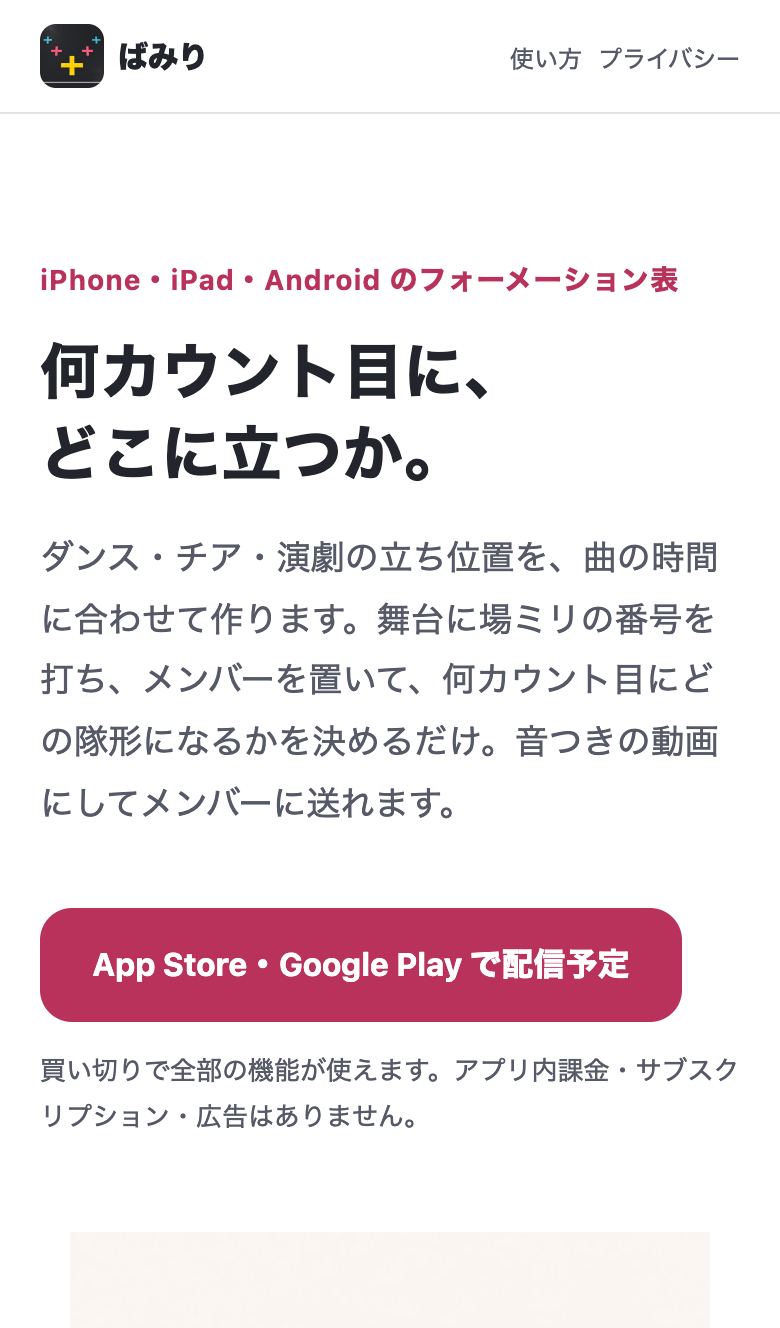 ばみり
使い方 プライバシー
iPhone・iPad・Android のフォーメーション表
何カウント目に、
どこに立つか。
ダンス・チア・演劇の立ち位置を、曲の時間
に合わせて作ります。舞台に場ミリの番号を
打ち、メンバーを置いて、何カウント目にど
の隊形になるかを決めるだけ。音つきの動画
にしてメンバーに送れます。
App Store・Google Play で配信予定
買い切りで全部の機能が使えます。アプリ内課金・サブスク
リプション・広告はありません。